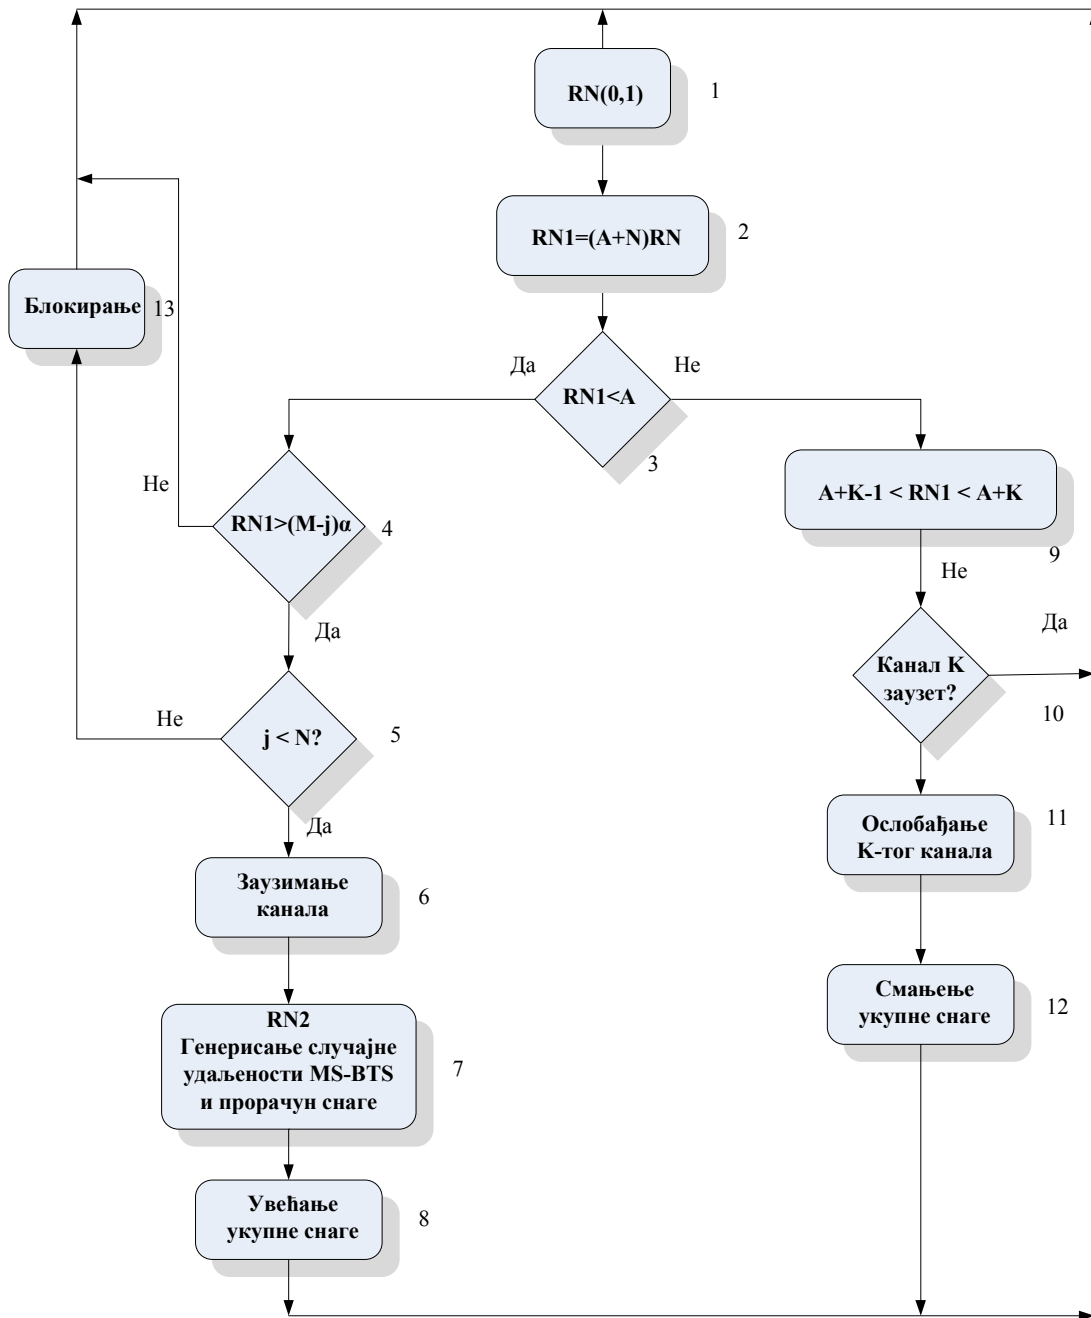 RN(0,1)
1
RN1=(A+N)RN
2
Блокирање
13
Да
Не
RN1<A
3
Не
RN1>(M-j)α
4
A+K-1 < RN1 < A+K
9
Не
Да
Да
Канал K
заузет?
10
Не
j < N?
5
Да
Ослобађање
K-тог канала
11
Заузимање
канала
6
Смањење
укупне снаге
12
RN2
Генерисање случајне
удаљености MS-BTS
и прорачун снаге
7
Увећање
укупне снаге
8